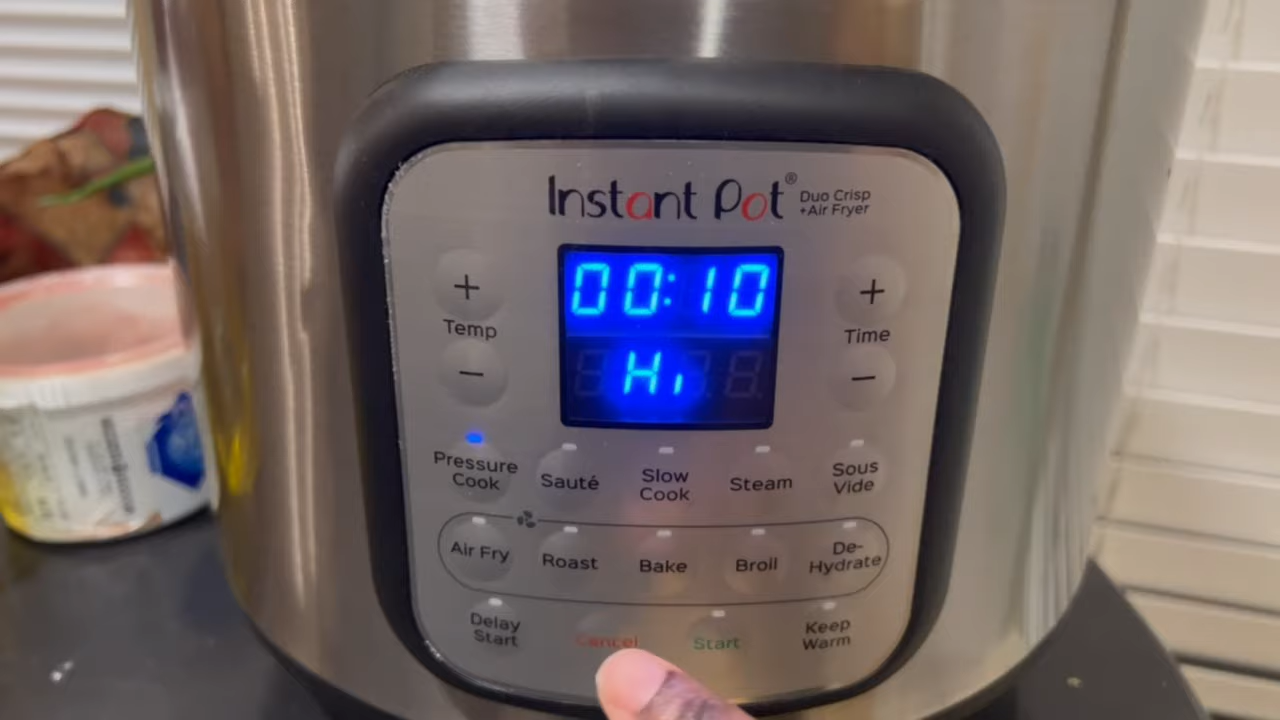 Instant Pot®
Duo Crisp
+Air Fryer
+
Temp
−
00:10
Hi
+
Time
−
Pressure
Cook
Sauté
Slow
Cook
Steam
Sous
Vide
Air Fry
Roast
Bake
Broil
De-
Hydrate
Delay
Start
Cancel
Start
Keep
Warm